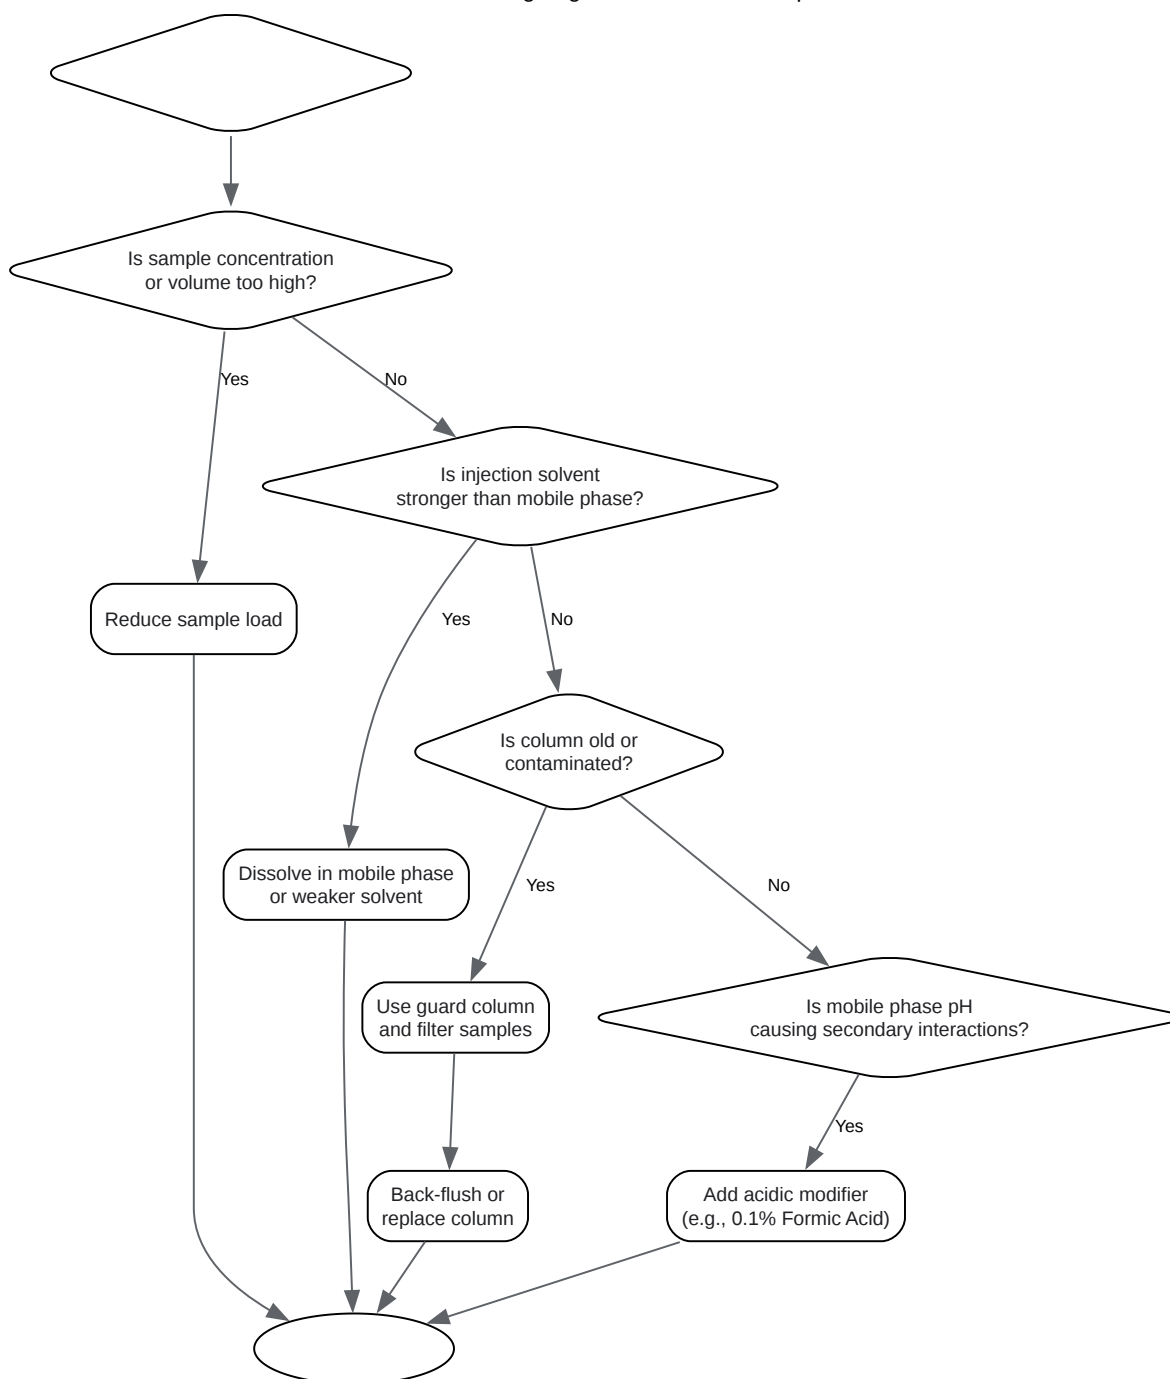 Is sample concentration
or volume too high?
Yes
No
Is injection solvent
stronger than mobile phase?
Reduce sample load
Yes
No
Is column old or
contaminated?
Dissolve in mobile phase
or weaker solvent
Yes
No
Use guard column
and filter samples
Is mobile phase pH
causing secondary interactions?
Yes
Back-flush or
replace column
Add acidic modifier
(e.g., 0.1% Formic Acid)